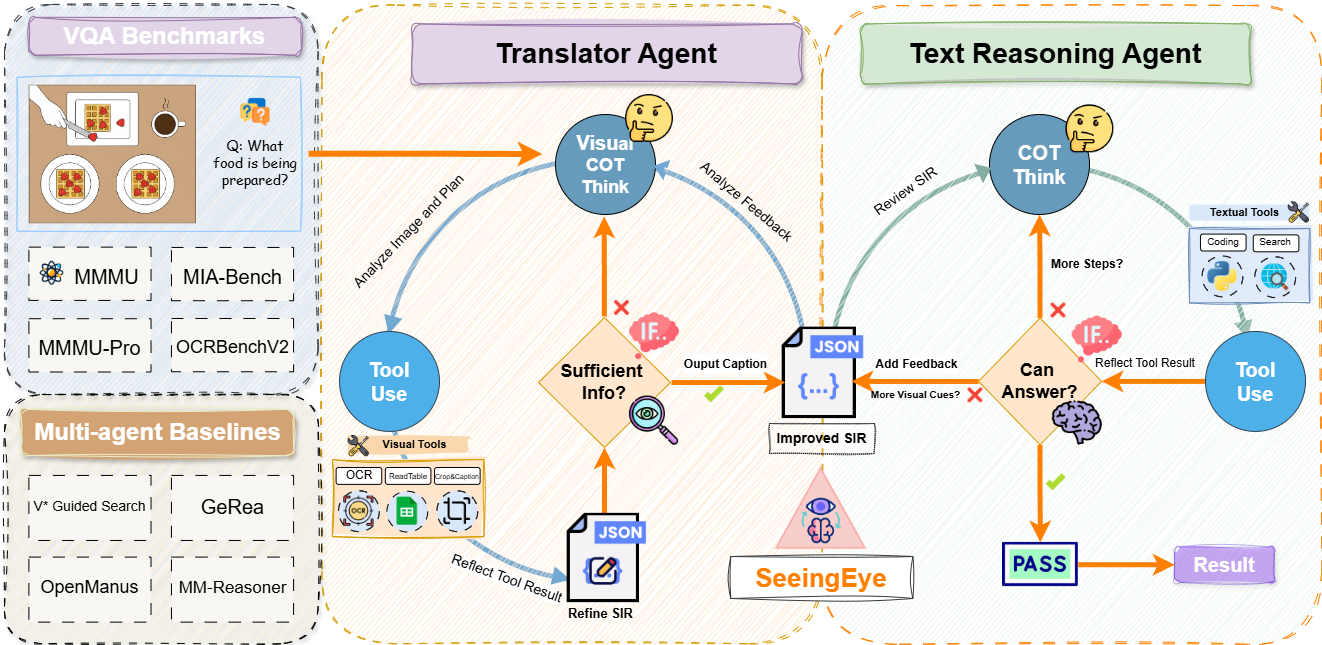 VQA Benchmarks
Q: What
food is being
prepared?
MMMU
MIA-Bench
MMMU-Pro
OCRBenchV2
Multi-agent Baselines
V* Guided Search
GeRea
OpenManus
MM-Reasoner
Translator Agent
Visual
COT
Think
Analyze Image and Plan
Analyze Feedback
Tool
Use
Visual Tools
OCR
ReadTable
Crop&Caption
OCR
Reflect Tool Result
JSON
Refine SIR
IF..
Sufficient
Info?
Ouput Caption
JSON
{...}
Improved SIR
SeeingEye
Text Reasoning Agent
COT
Think
Review SIR
Textual Tools
Coding
Search
More Steps?
IF..
Can
Answer?
Reflect Tool Result
Tool
Use
Add Feedback
More Visual Cues?
PASS
Result